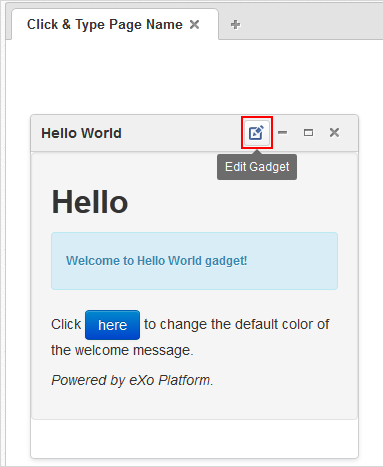 Click & Type Page Name
Hello World
Edit Gadget
Hello
Welcome to Hello World gadget!
Click here to change the default color of
the welcome message.
Powered by eXo Platform.